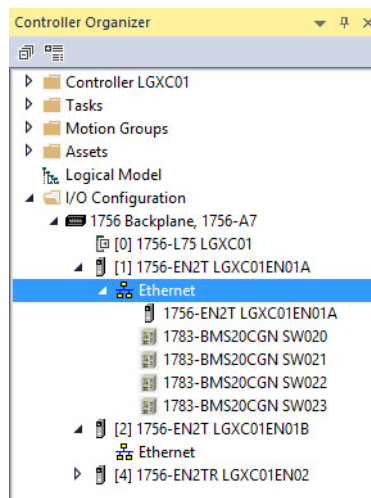 Controller Organizer
Controller LGXC01
Tasks
Motion Groups
Assets
Logical Model
I/O Configuration
1756 Backplane, 1756-A7
[0] 1756-L75 LGXC01
[1] 1756-EN2T LGXC01EN01A
Ethernet
1756-EN2T LGXC01EN01A
1783-BMS20CGN SW020
1783-BMS20CGN SW021
1783-BMS20CGN SW022
1783-BMS20CGN SW023
[2] 1756-EN2T LGXC01EN01B
Ethernet
[4] 1756-EN2TR LGXC01EN02